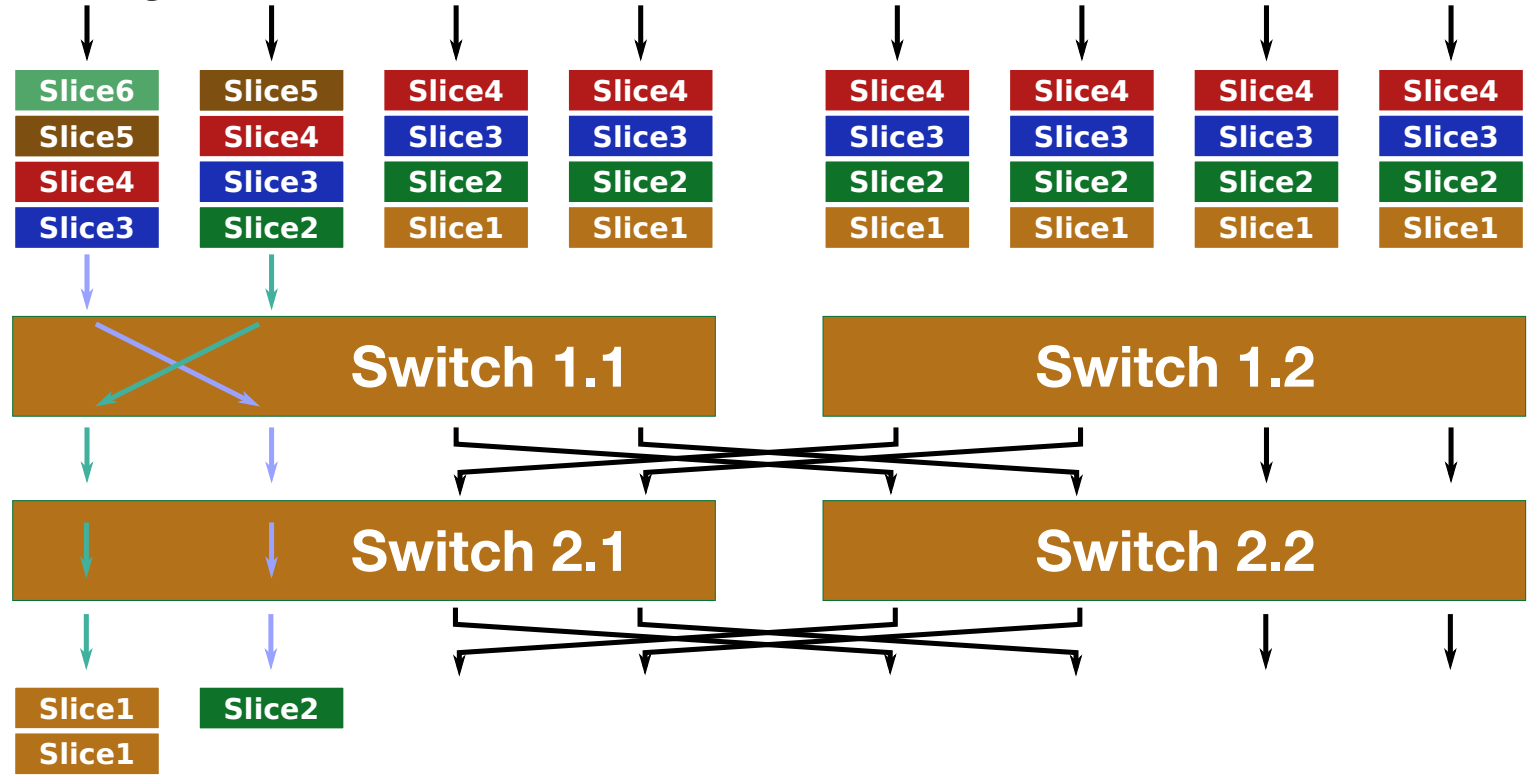 Slice6 Slice5 Slice4 Slice4 Slice4 Slice4 Slice4 Slice4
Slice5 Slice4 Slice3 Slice3 Slice3 Slice3 Slice3 Slice3
Slice4 Slice3 Slice2 Slice2 Slice2 Slice2 Slice2 Slice2
Slice3 Slice2 Slice1 Slice1 Slice1 Slice1 Slice1 Slice1
Switch 1.1 Switch 1.2
Switch 2.1 Switch 2.2
Slice1 Slice2
Slice1